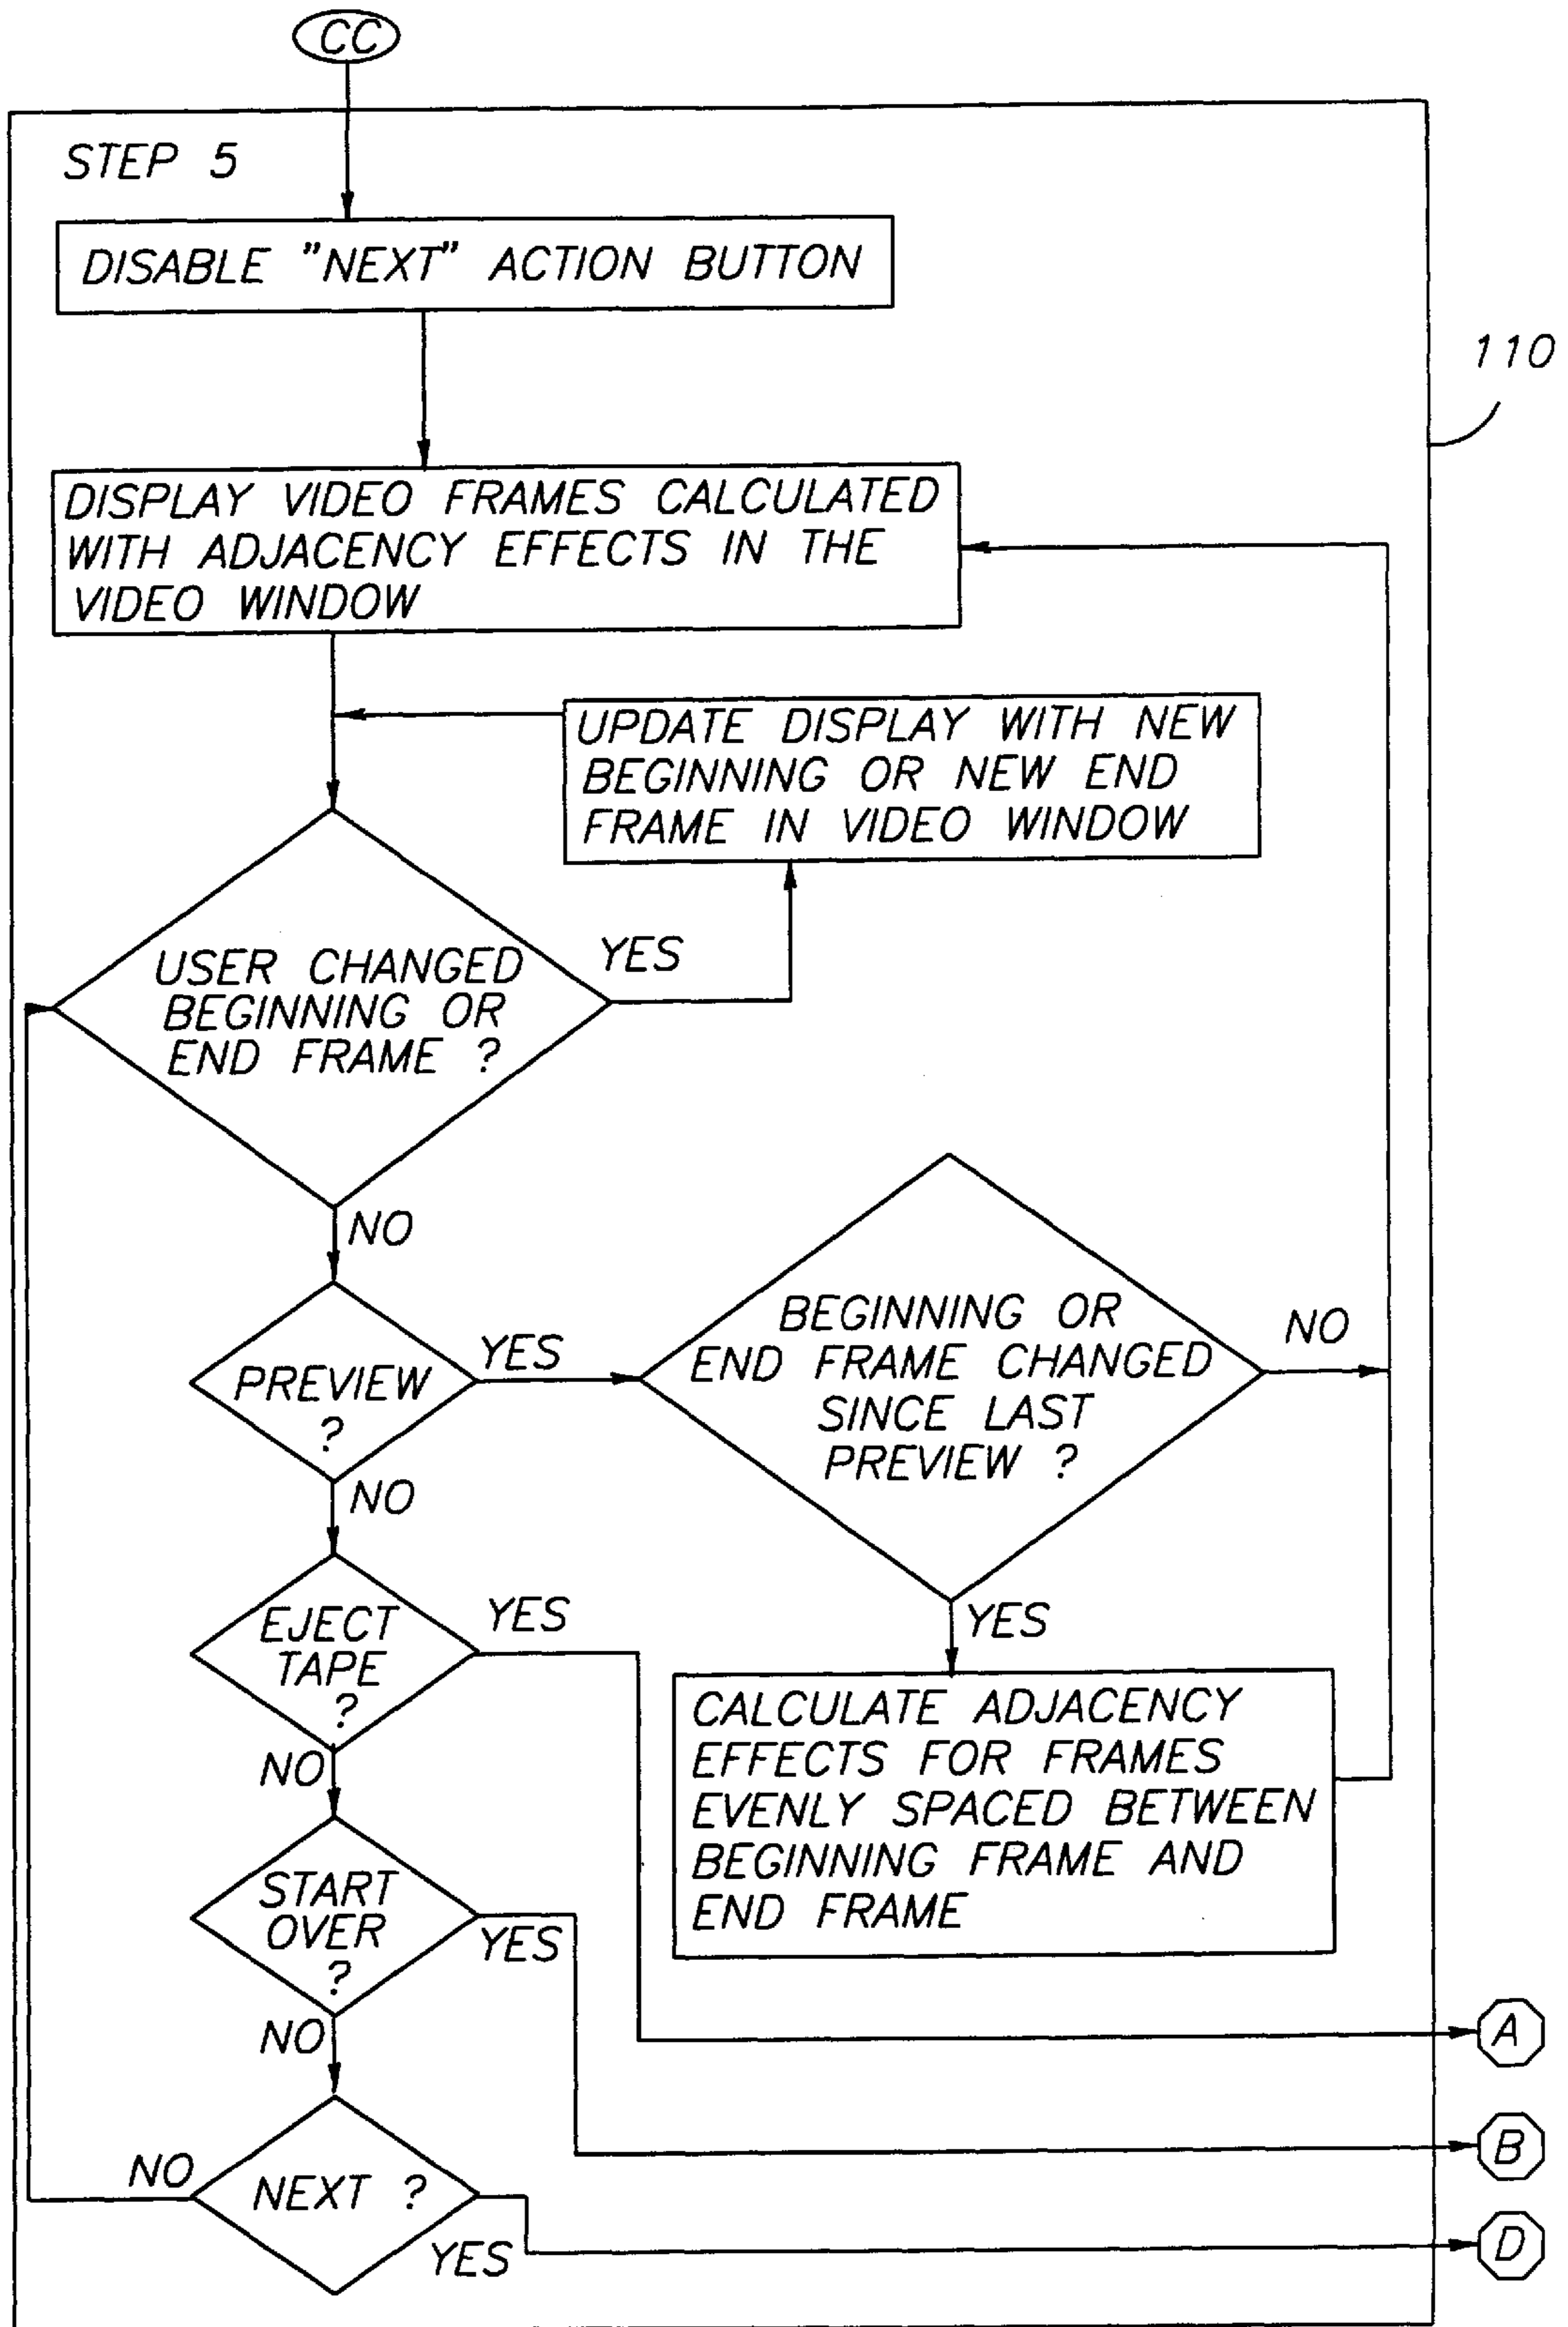 CC
STEP 5
DISABLE "NEXT" ACTION BUTTON
110
DISPLAY VIDEO FRAMES CALCULATED
WITH ADJACENCY EFFECTS IN THE
VIDEO WINDOW
UPDATE DISPLAY WITH NEW
BEGINNING OR NEW END
FRAME IN VIDEO WINDOW
USER CHANGED
BEGINNING OR
END FRAME ?
YES
NO
PREVIEW
?
YES
BEGINNING OR
END FRAME CHANGED
SINCE LAST
PREVIEW ?
NO
NO
EJECT
TAPE
?
YES
YES
CALCULATE ADJACENCY
EFFECTS FOR FRAMES
EVENLY SPACED BETWEEN
BEGINNING FRAME AND
END FRAME
NO
START
OVER
?
YES
A
NO
B
NO
NEXT ?
YES
D